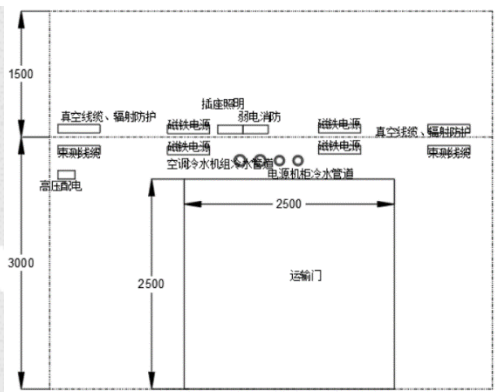 1500
插座照明
真空线缆、辐射防护
磁铁电源
弱电消防
磁铁电源
真空线缆、辐射防护
束测线缆
磁铁电源
磁铁电源
束测线缆
空调冷水机组冷水管道
电源机柜冷水管道
高压配电
2500
3000
2500
运输门